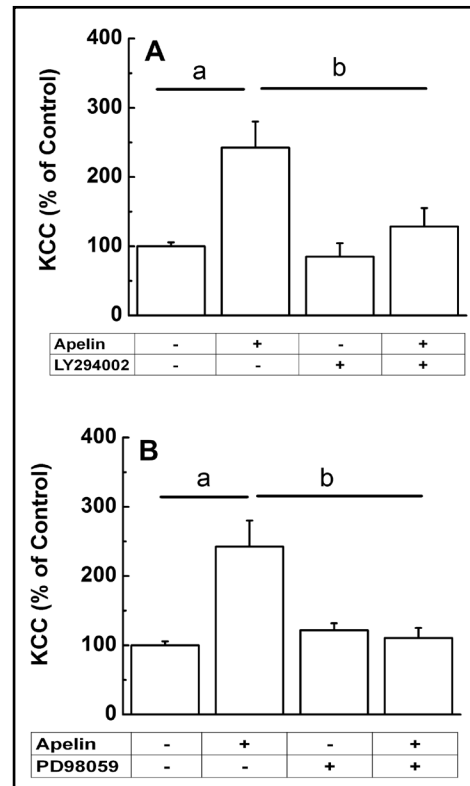 400
A
a
b
300
200
100
0
KCC (% of Control)
Apelin - + - +
LY294002 - - + +
400
B
a
b
300
200
100
0
KCC (% of Control)
Apelin - + - +
PD98059 - - + +